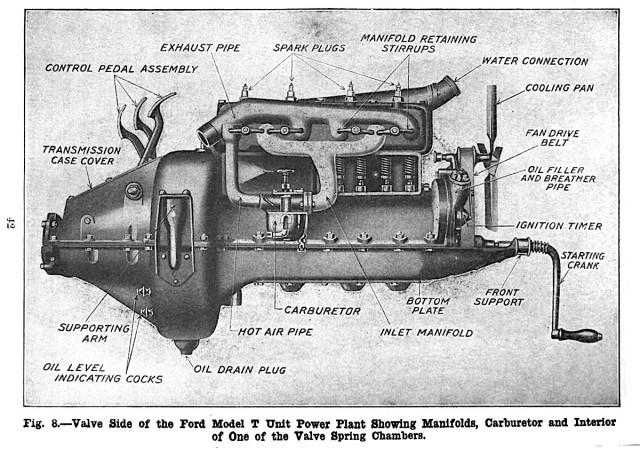 EXHAUST PIPE
SPARK PLUGS
MANIFOLD RETAINING
STIRRUPS
WATER CONNECTION
CONTROL PEDAL ASSEMBLY
COOLING PAN
TRANSMISSION
CASE COVER
FAN DRIVE
BELT
OIL FILLER
AND BREATHER
PIPE
IGNITION TIMER
42
STARTING
CRANK
FRONT
SUPPORT
BOTTOM
PLATE
CARBURETOR
SUPPORTING
ARM
HOT AIR PIPE
INLET MANIFOLD
OIL LEVEL
INDICATING COCKS
OIL DRAIN PLUG
Fig. 8.—Valve Side of the Ford Model T Unit Power Plant Showing Manifolds, Carburetor and Interior
of One of the Valve Spring Chambers.